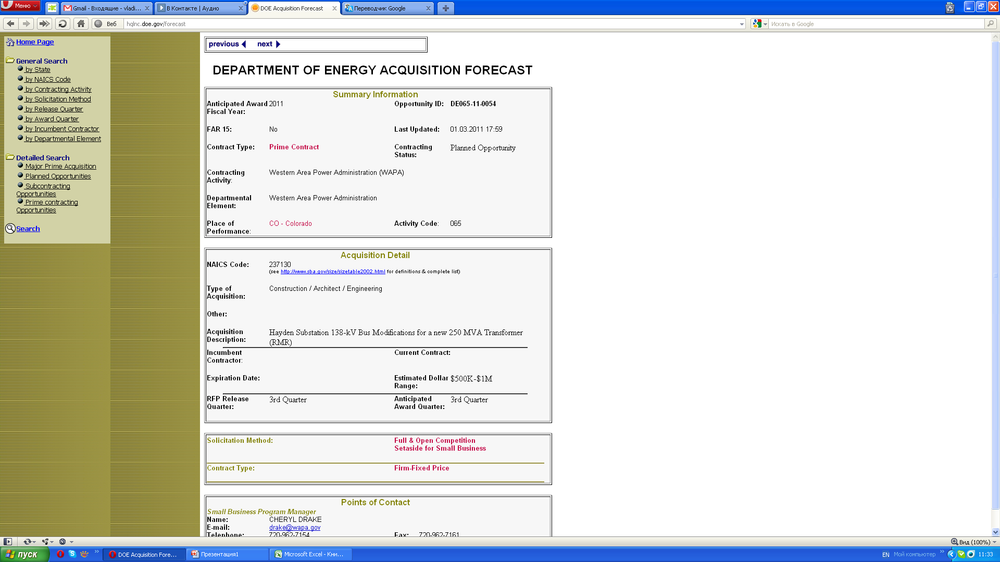 Меню
Gmail - Входящие - vladi...
В Контакте | Аудио
DOE Acquisition Forecast
Переводчик Google
Веб
hqlnc.doe.gov/forecast
Искать в Google
Home Page
General Search
by State
by NAICS Code
by Contracting Activity
by Solicitation Method
by Release Quarter
by Award Quarter
by Incumbent Contractor
by Departmental Element
Detailed Search
Major Prime Acquisition
Planned Opportunities
Subcontracting
Opportunities
Prime contracting
Opportunities
Search
previous next
DEPARTMENT OF ENERGY ACQUISITION FORECAST
Summary Information
Anticipated Award 2011 Opportunity ID: DE065-11-0054
Fiscal Year:
FAR 15: No Last Updated: 01.03.2011 17:59
Contract Type: Prime Contract Contracting Planned Opportunity
Status:
Contracting Western Area Power Administration (WAPA)
Activity:
Departmental Western Area Power Administration
Element:
Place of CO - Colorado Activity Code: 065
Performance:
Acquisition Detail
NAICS Code: 237130
(see http://www.sba.gov/size/sizetable2002.html for definitions & complete list)
Type of Construction / Architect / Engineering
Acquisition:
Other:
Acquisition Hayden Substation 138-kV Bus Modifications for a new 250 MVA Transformer
Description: (RMR)
Incumbent Current Contract:
Contractor:
Expiration Date: Estimated Dollar $500K-$1M
Range:
RFP Release 3rd Quarter Anticipated 3rd Quarter
Quarter: Award Quarter:
Solicitation Method: Full & Open Competition
Setaside for Small Business
Contract Type: Firm-Fixed Price
Points of Contact
Small Business Program Manager
Name: CHERYL DRAKE
E-mail: drake@wapa.gov
Telephone: 720-962-7154 Fax: 720-962-7161
Вид (100%)
пуск
DOE Acquisition Fore...
Презентация1
Microsoft Excel - Кни...
EN
Мой компьютер
11:33